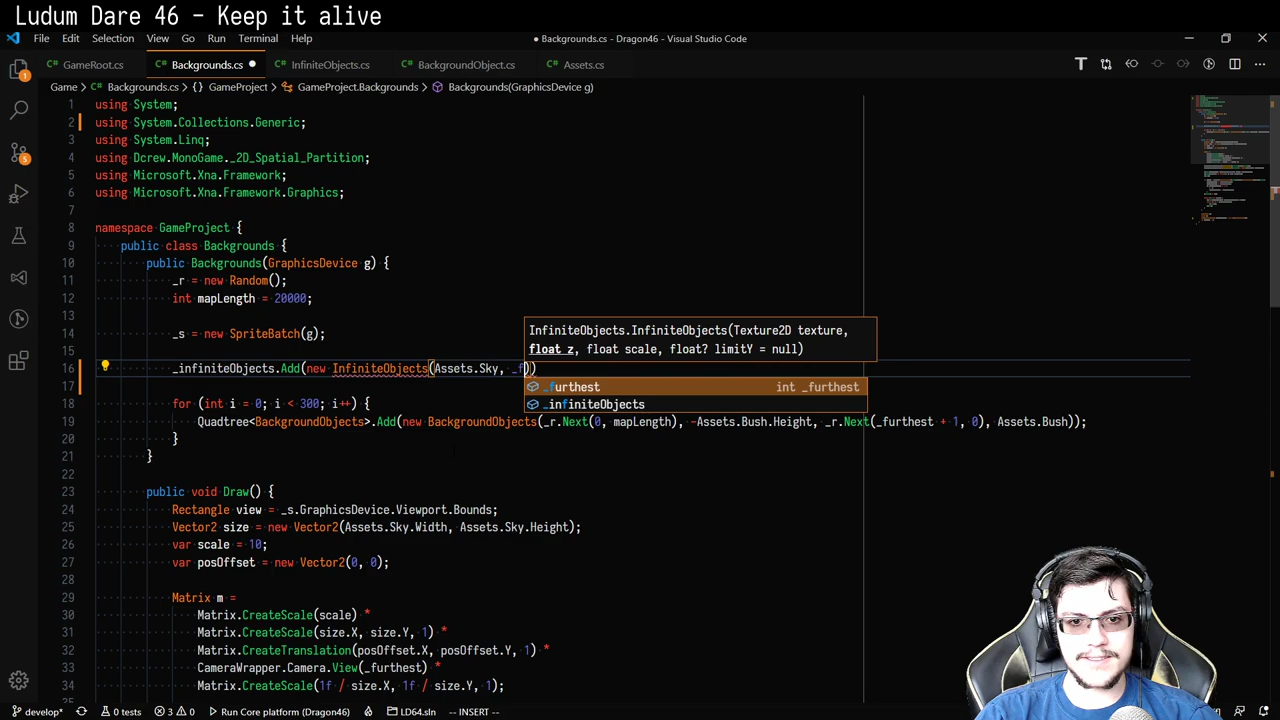 Ludum Dare 46 - Keep it alive
File Edit Selection View Go Run Terminal Help
● Backgrounds.cs - Dragon46 - Visual Studio Code
GameRoot.cs Backgrounds.cs ● InfiniteObjects.cs BackgroundObject.cs Assets.cs
Game > Backgrounds.cs > {} GameProject > GameProject.Backgrounds > Backgrounds(GraphicsDevice g)
1 using System;
2 using System.Collections.Generic;
3 using System.Linq;
4 using Dcrew.MonoGame._2D_Spatial_Partition;
5 using Microsoft.Xna.Framework;
6 using Microsoft.Xna.Framework.Graphics;
7
8 namespace GameProject {
9 public class Backgrounds {
10 public Backgrounds(GraphicsDevice g) {
11 _r = new Random();
12 int mapLength = 20000;
13
14 _s = new SpriteBatch(g);
15
InfiniteObjects.InfiniteObjects(Texture2D texture,
float z, float scale, float? limitY = null)
16 _infiniteObjects.Add(new InfiniteObjects(Assets.Sky, _f))
17
_furthest int _furthest
_infiniteObjects
18 for (int i = 0; i < 300; i++) {
19 Quadtree<BackgroundObjects>.Add(new BackgroundObjects(_r.Next(0, mapLength), -Assets.Bush.Height, _r.Next(_furthest + 1, 0), Assets.Bush));
20 }
21 }
22
23 public void Draw() {
24 Rectangle view = _s.GraphicsDevice.Viewport.Bounds;
25 Vector2 size = new Vector2(Assets.Sky.Width, Assets.Sky.Height);
26 var scale = 10;
27 var posOffset = new Vector2(0, 0);
28
29 Matrix m =
30 Matrix.CreateScale(scale) *
31 Matrix.CreateScale(size.X, size.Y, 1) *
32 Matrix.CreateTranslation(posOffset.X, posOffset.Y, 1) *
33 CameraWrapper.Camera.View(_furthest) *
34 Matrix.CreateScale(1f / size.X, 1f / size.Y, 1);
1
5
develop* 0 tests 3 0 Run Core platform (Dragon46) LD64.sln -- INSERT --